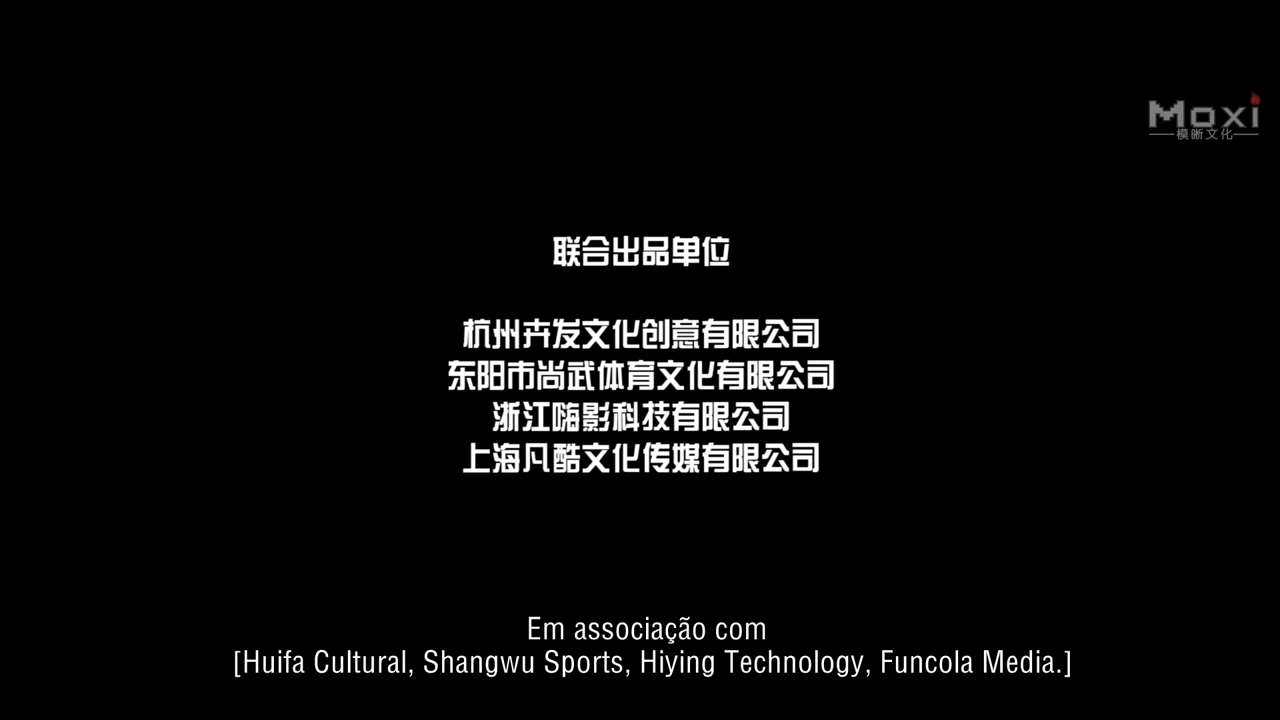 Moxi
模晰文化
联合出品单位
杭州卉发文化创意有限公司
东阳市尚武体育文化有限公司
浙江嗨影科技有限公司
上海凡酷文化传媒有限公司
Em associação com
[Huifa Cultural, Shangwu Sports, Hiying Technology, Funcola Media.]